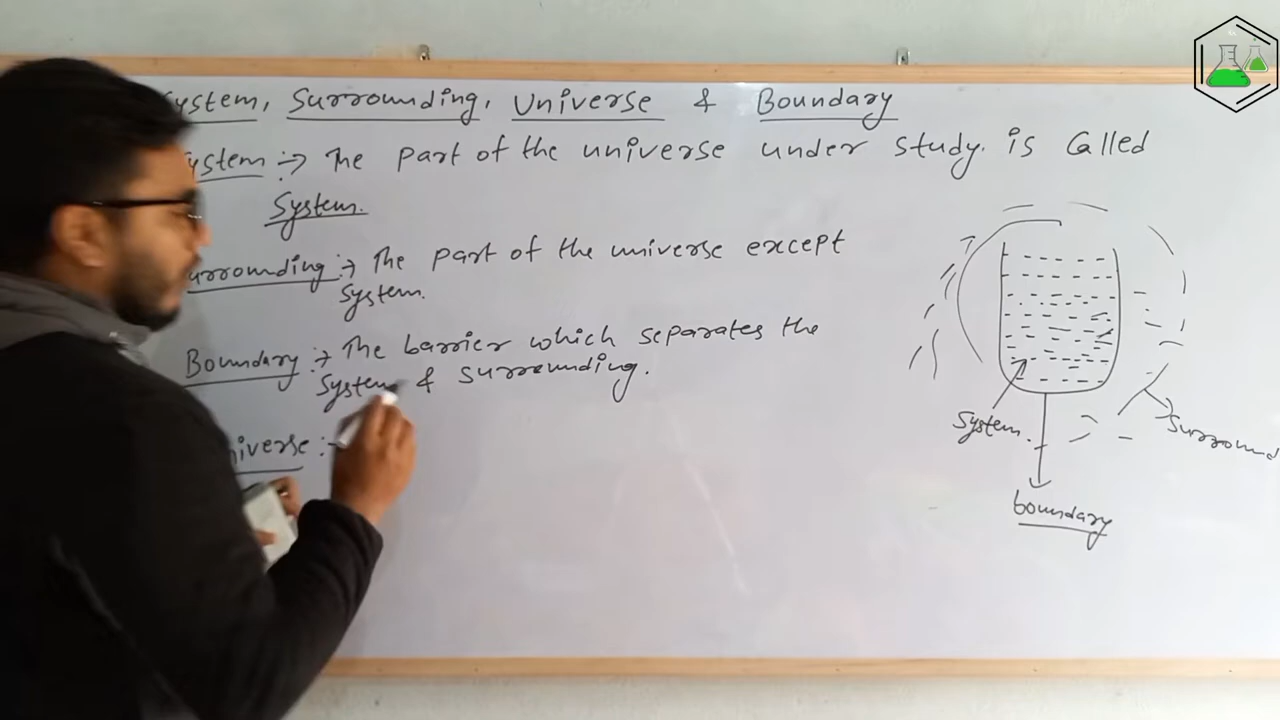 System, Surrounding, Universe & Boundary
System :→ The part of the universe under study. is Called
System.
Surrounding :→ The part of the universe except
System.
Boundary :→ The barrier which separates the
System & surrounding.
Universe :→
System.
Surround
boundary